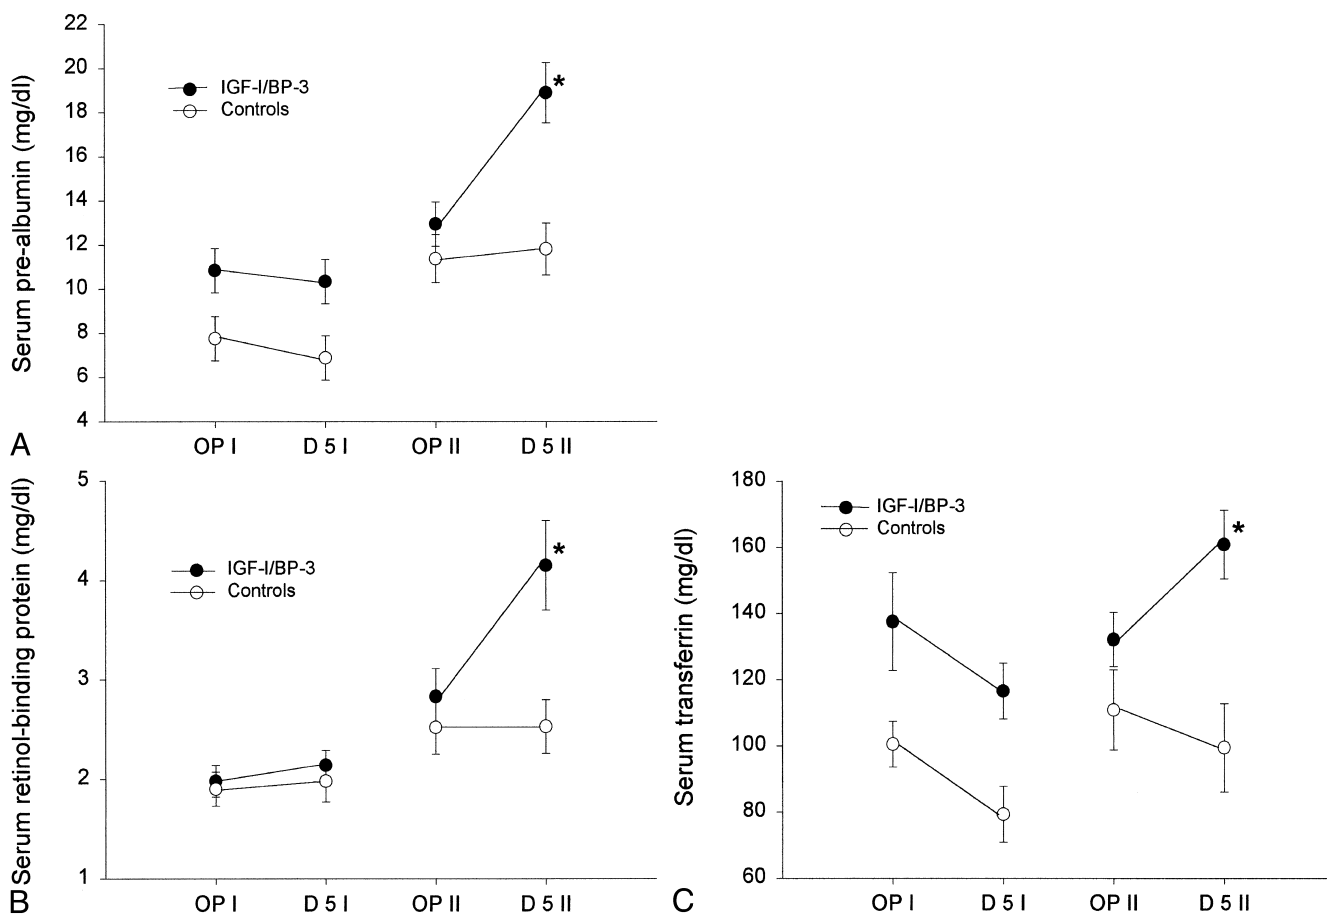 Serum pre-albumin (mg/dl)
22
20
18
16
14
12
10
8
6
4
IGF-I/BP-3
Controls
*
OP I D 5 I OP II D 5 II
A
Serum retinol-binding protein (mg/dl)
5
4
3
2
1
IGF-I/BP-3
Controls
*
OP I D 5 I OP II D 5 II
B
Serum transferrin (mg/dl)
180
160
140
120
100
80
60
IGF-I/BP-3
Controls
*
OP I D 5 I OP II D 5 II
C